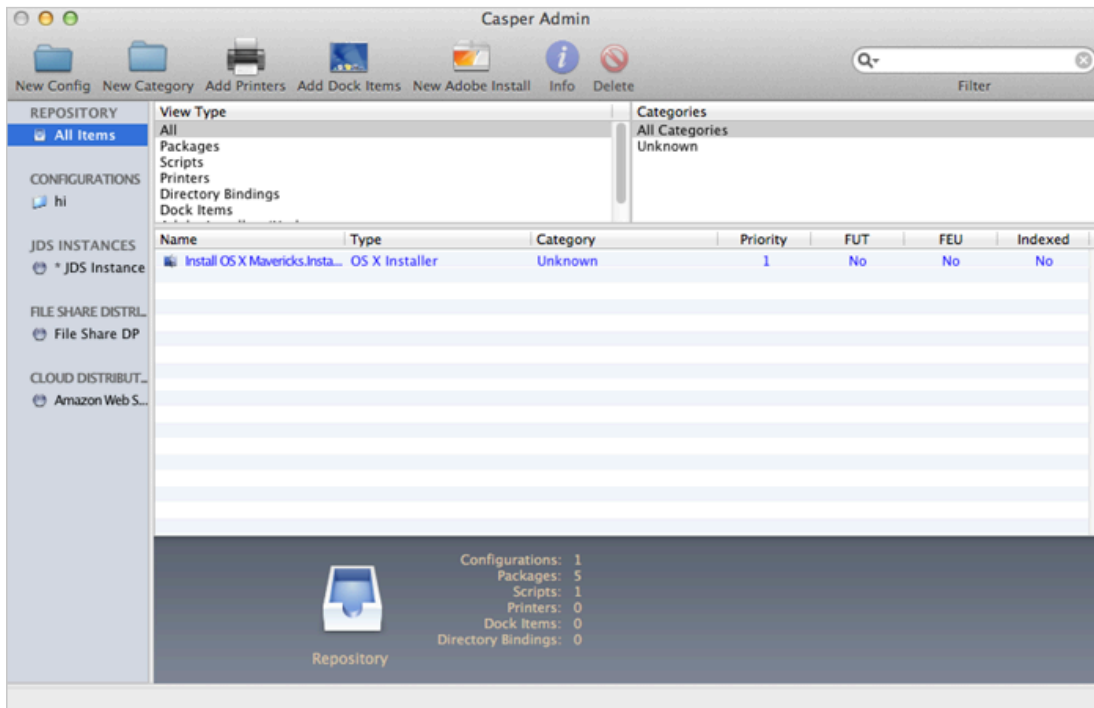 Casper Admin
New Config New Category Add Printers Add Dock Items New Adobe Install Info Delete Filter
REPOSITORY
All Items
CONFIGURATIONS
hi
JDS INSTANCES
* JDS Instance
FILE SHARE DISTRI...
File Share DP
CLOUD DISTRIBUT...
Amazon Web S...
View Type
All
Packages
Scripts
Printers
Directory Bindings
Dock Items
Categories
All Categories
Unknown
Name Type Category Priority FUT FEU Indexed
Install OS X Mavericks.Insta... OS X Installer Unknown 1 No No No
Configurations: 1
Packages: 5
Scripts: 1
Printers: 0
Dock Items: 0
Directory Bindings: 0
Repository